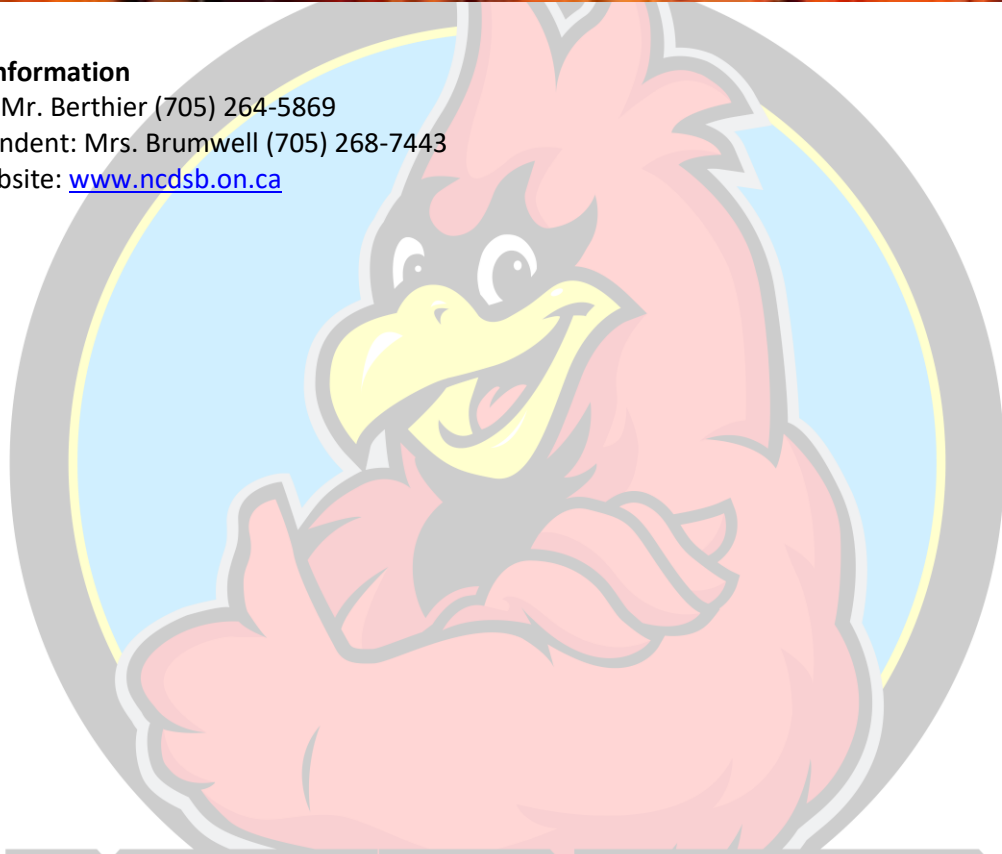 nformation
Mr. Berthier (705) 264-5869
ndent: Mrs. Brumwell (705) 268-7443
bsite: www.ncdsb.on.ca